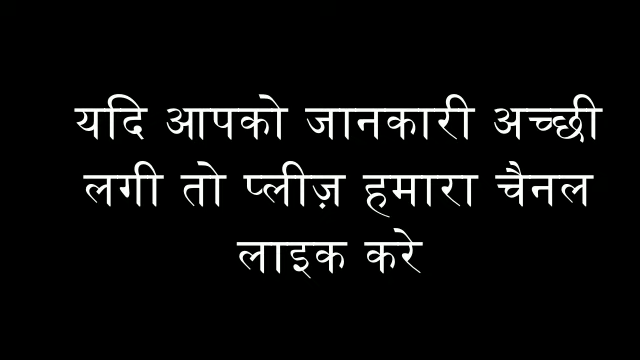 यदि आपको जानकारी अच्छी
लगी तो प्लीज़ हमारा चैनल
लाइक करे